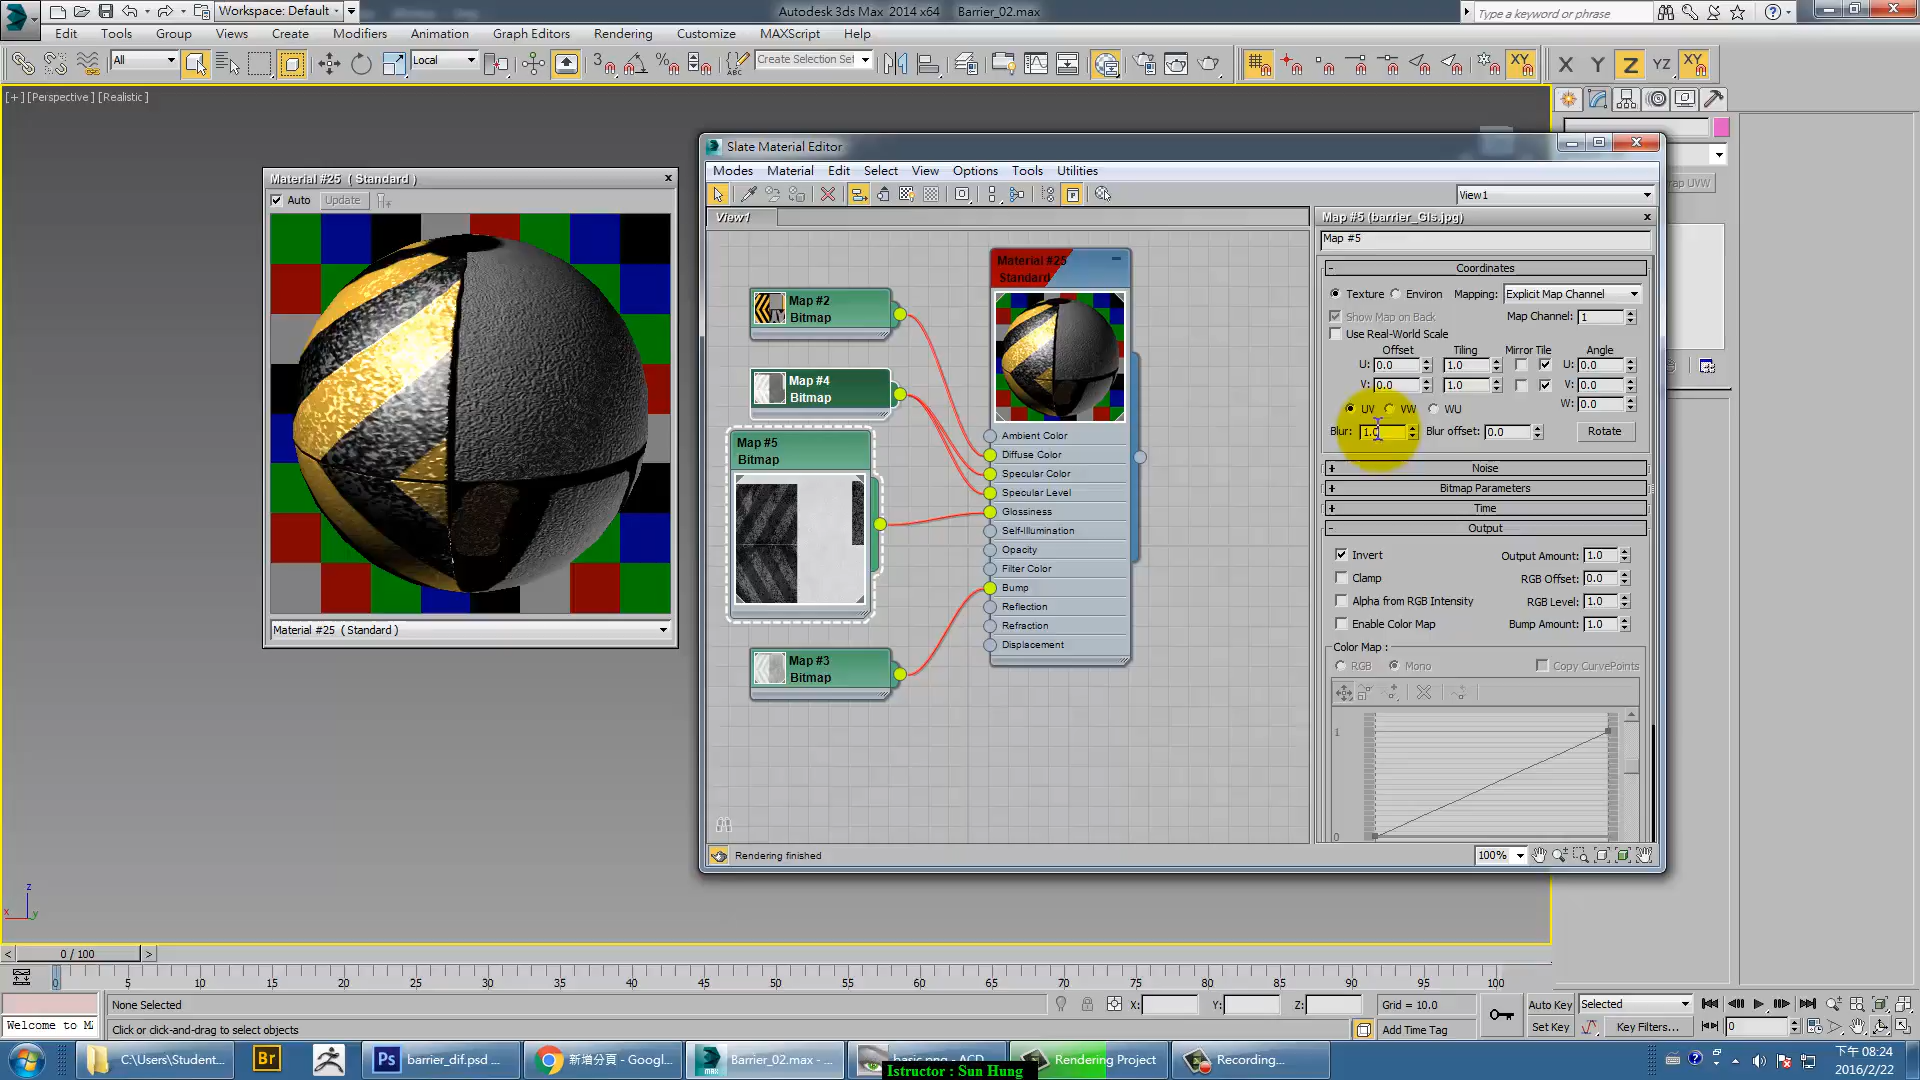 Workspace: Default
Autodesk 3ds Max 2014 x64 Barrier_02.max
Type a keyword or phrase
Edit Tools Group Views Create Modifiers Animation Graph Editors Rendering Customize MAXScript Help
All
Local
Create Selection Set
X Y Z YZ XY
[+] [Perspective] [Realistic]
Material #25 ( Standard )
Auto Update
Material #25 ( Standard )
Slate Material Editor
Modes Material Edit Select View Options Tools Utilities
View1
View1
Map #2
Bitmap
Map #4
Bitmap
Map #5
Bitmap
Map #3
Bitmap
Material #25
Standard
Ambient Color
Diffuse Color
Specular Color
Specular Level
Glossiness
Self-Illumination
Opacity
Filter Color
Bump
Reflection
Refraction
Displacement
Map #5 (barrier_Gls.jpg)
Map #5
Coordinates
Texture Environ Mapping: Explicit Map Channel
Show Map on Back Map Channel: 1
Use Real-World Scale
Offset Tiling Mirror Tile Angle
U: 0.0 1.0 U: 0.0
V: 0.0 1.0 V: 0.0
W: 0.0
UV VW WU
Blur: 1.0 Blur offset: 0.0 Rotate
Noise
Bitmap Parameters
Time
Output
Invert Output Amount: 1.0
Clamp RGB Offset: 0.0
Alpha from RGB Intensity RGB Level: 1.0
Enable Color Map Bump Amount: 1.0
Color Map :
RGB Mono Copy CurvePoints
1
0
Rendering finished
100%
z
x y
0 / 100
0 5 10 15 20 25 30 35 40 45 50 55 60 65 70 75 80 85 90 95 100
None Selected X: Y: Z: Grid = 10.0 Auto Key Selected
Welcome to M Click or click-and-drag to select objects Add Time Tag Set Key Key Filters... 0
C:\Users\Student... Br Ps barrier_dif.psd ... 新增分頁 - Googl... Barrier_02.max - ... basic.png - ACD Rendering Project Recording...
Istructor : Sun Hung
下午 08:24
2016/2/22